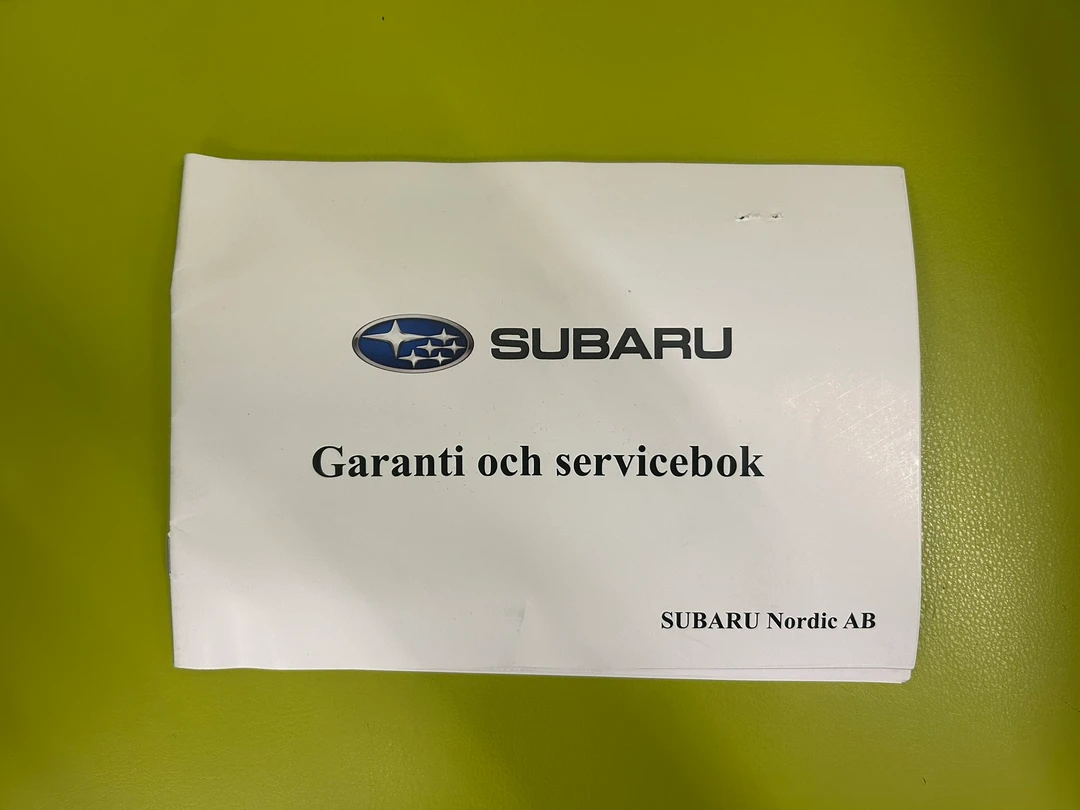 SUBARU
Garanti och servicebok
SUBARU Nordic AB